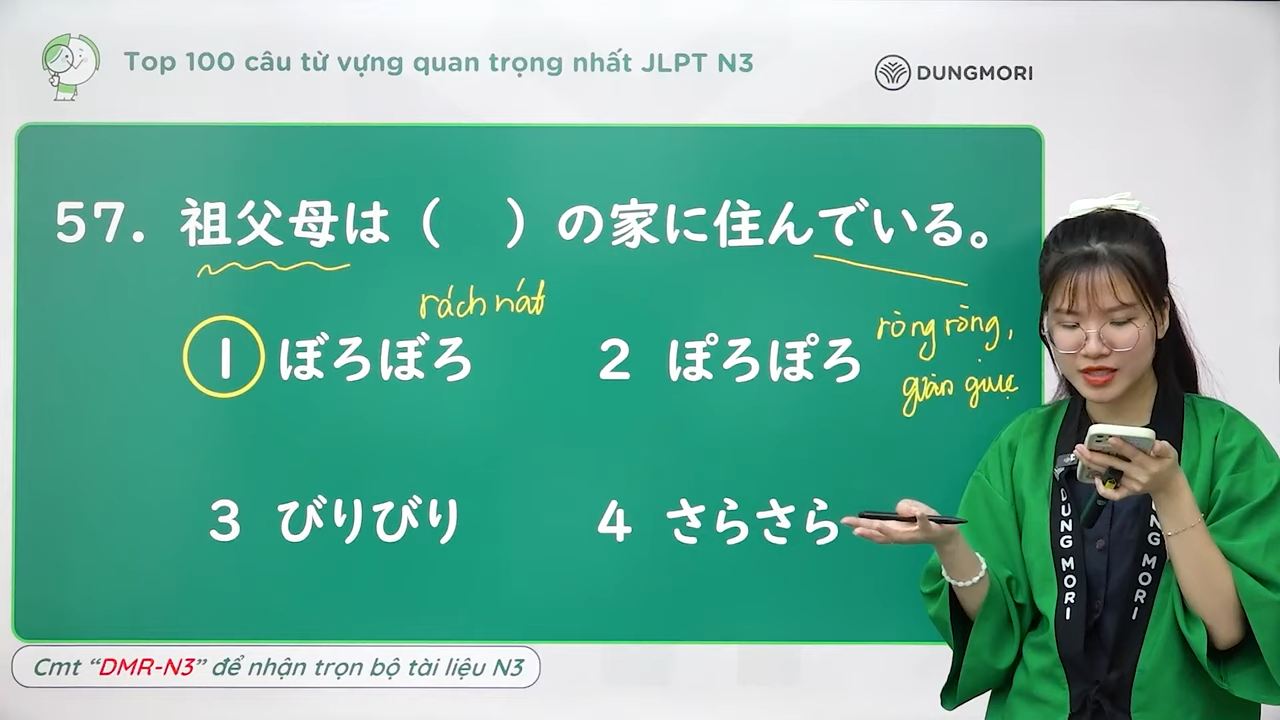 Top 100 câu từ vựng quan trọng nhất JLPT N3
DUNGMORI
57. 祖父母は（　）の家に住んでいる。
rách nát
1 ぼろぼろ
2 ぽろぽろ
ròng ròng,
giàn giụa
3 びりびり
4 さらさら
DUNG MORI
DUNG MORI
Cmt “DMR-N3” để nhận trọn bộ tài liệu N3